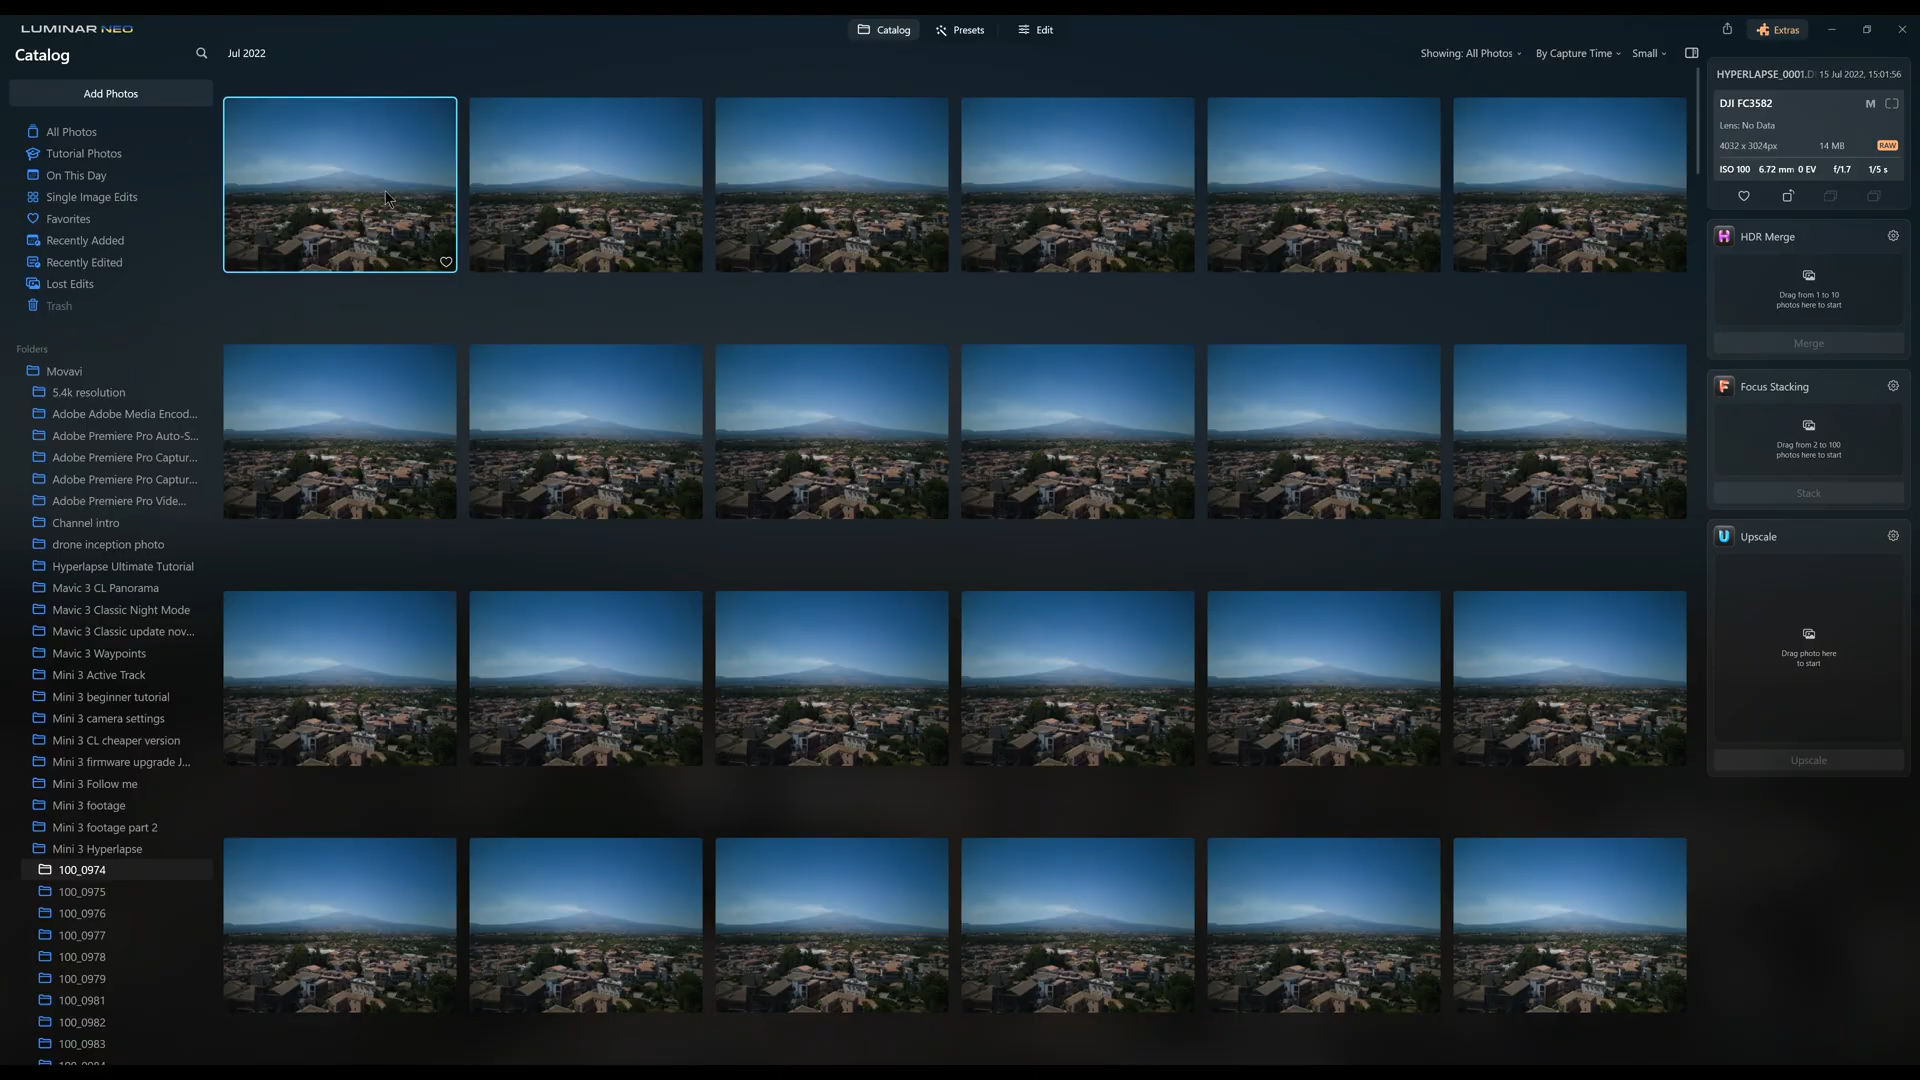 LUMINAR NEO
Catalog
Presets
Edit
Extras
Catalog
Jul 2022
Showing: All Photos
By Capture Time
Small
Add Photos
All Photos
Tutorial Photos
On This Day
Single Image Edits
Favorites
Recently Added
Recently Edited
Lost Edits
Trash
Folders
Movavi
5.4k resolution
Adobe Adobe Media Encod...
Adobe Premiere Pro Auto-S...
Adobe Premiere Pro Captur...
Adobe Premiere Pro Captur...
Adobe Premiere Pro Vide...
Channel intro
drone inception photo
Hyperlapse Ultimate Tutorial
Mavic 3 CL Panorama
Mavic 3 Classic Night Mode
Mavic 3 Classic update nov...
Mavic 3 Waypoints
Mini 3 Active Track
Mini 3 beginner tutorial
Mini 3 camera settings
Mini 3 CL cheaper version
Mini 3 firmware upgrade J...
Mini 3 Follow me
Mini 3 footage
Mini 3 footage part 2
Mini 3 Hyperlapse
100_0974
100_0975
100_0976
100_0977
100_0978
100_0979
100_0981
100_0982
100_0983
HYPERLAPSE_0001.D 15 Jul 2022, 15:01:56
DJI FC3582 M
Lens: No Data
4032 x 3024px 14 MB RAW
ISO 100 6.72 mm 0 EV f/1.7 1/5 s
HDR Merge
Drag from 1 to 10
photos here to start
Merge
Focus Stacking
Drag from 2 to 100
photos here to start
Stack
Upscale
Drag photo here
to start
Upscale